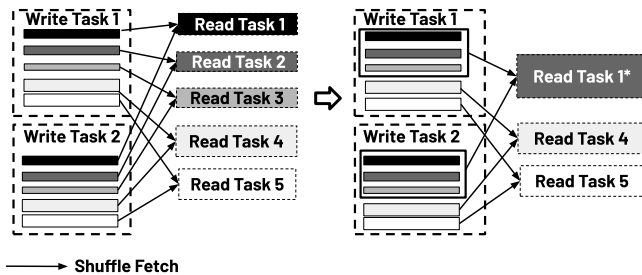 Write Task 1
Read Task 1
Read Task 2
Read Task 3
Write Task 2
Read Task 4
Read Task 5
Write Task 1
Read Task 1*
Write Task 2
Read Task 4
Read Task 5
Shuffle Fetch